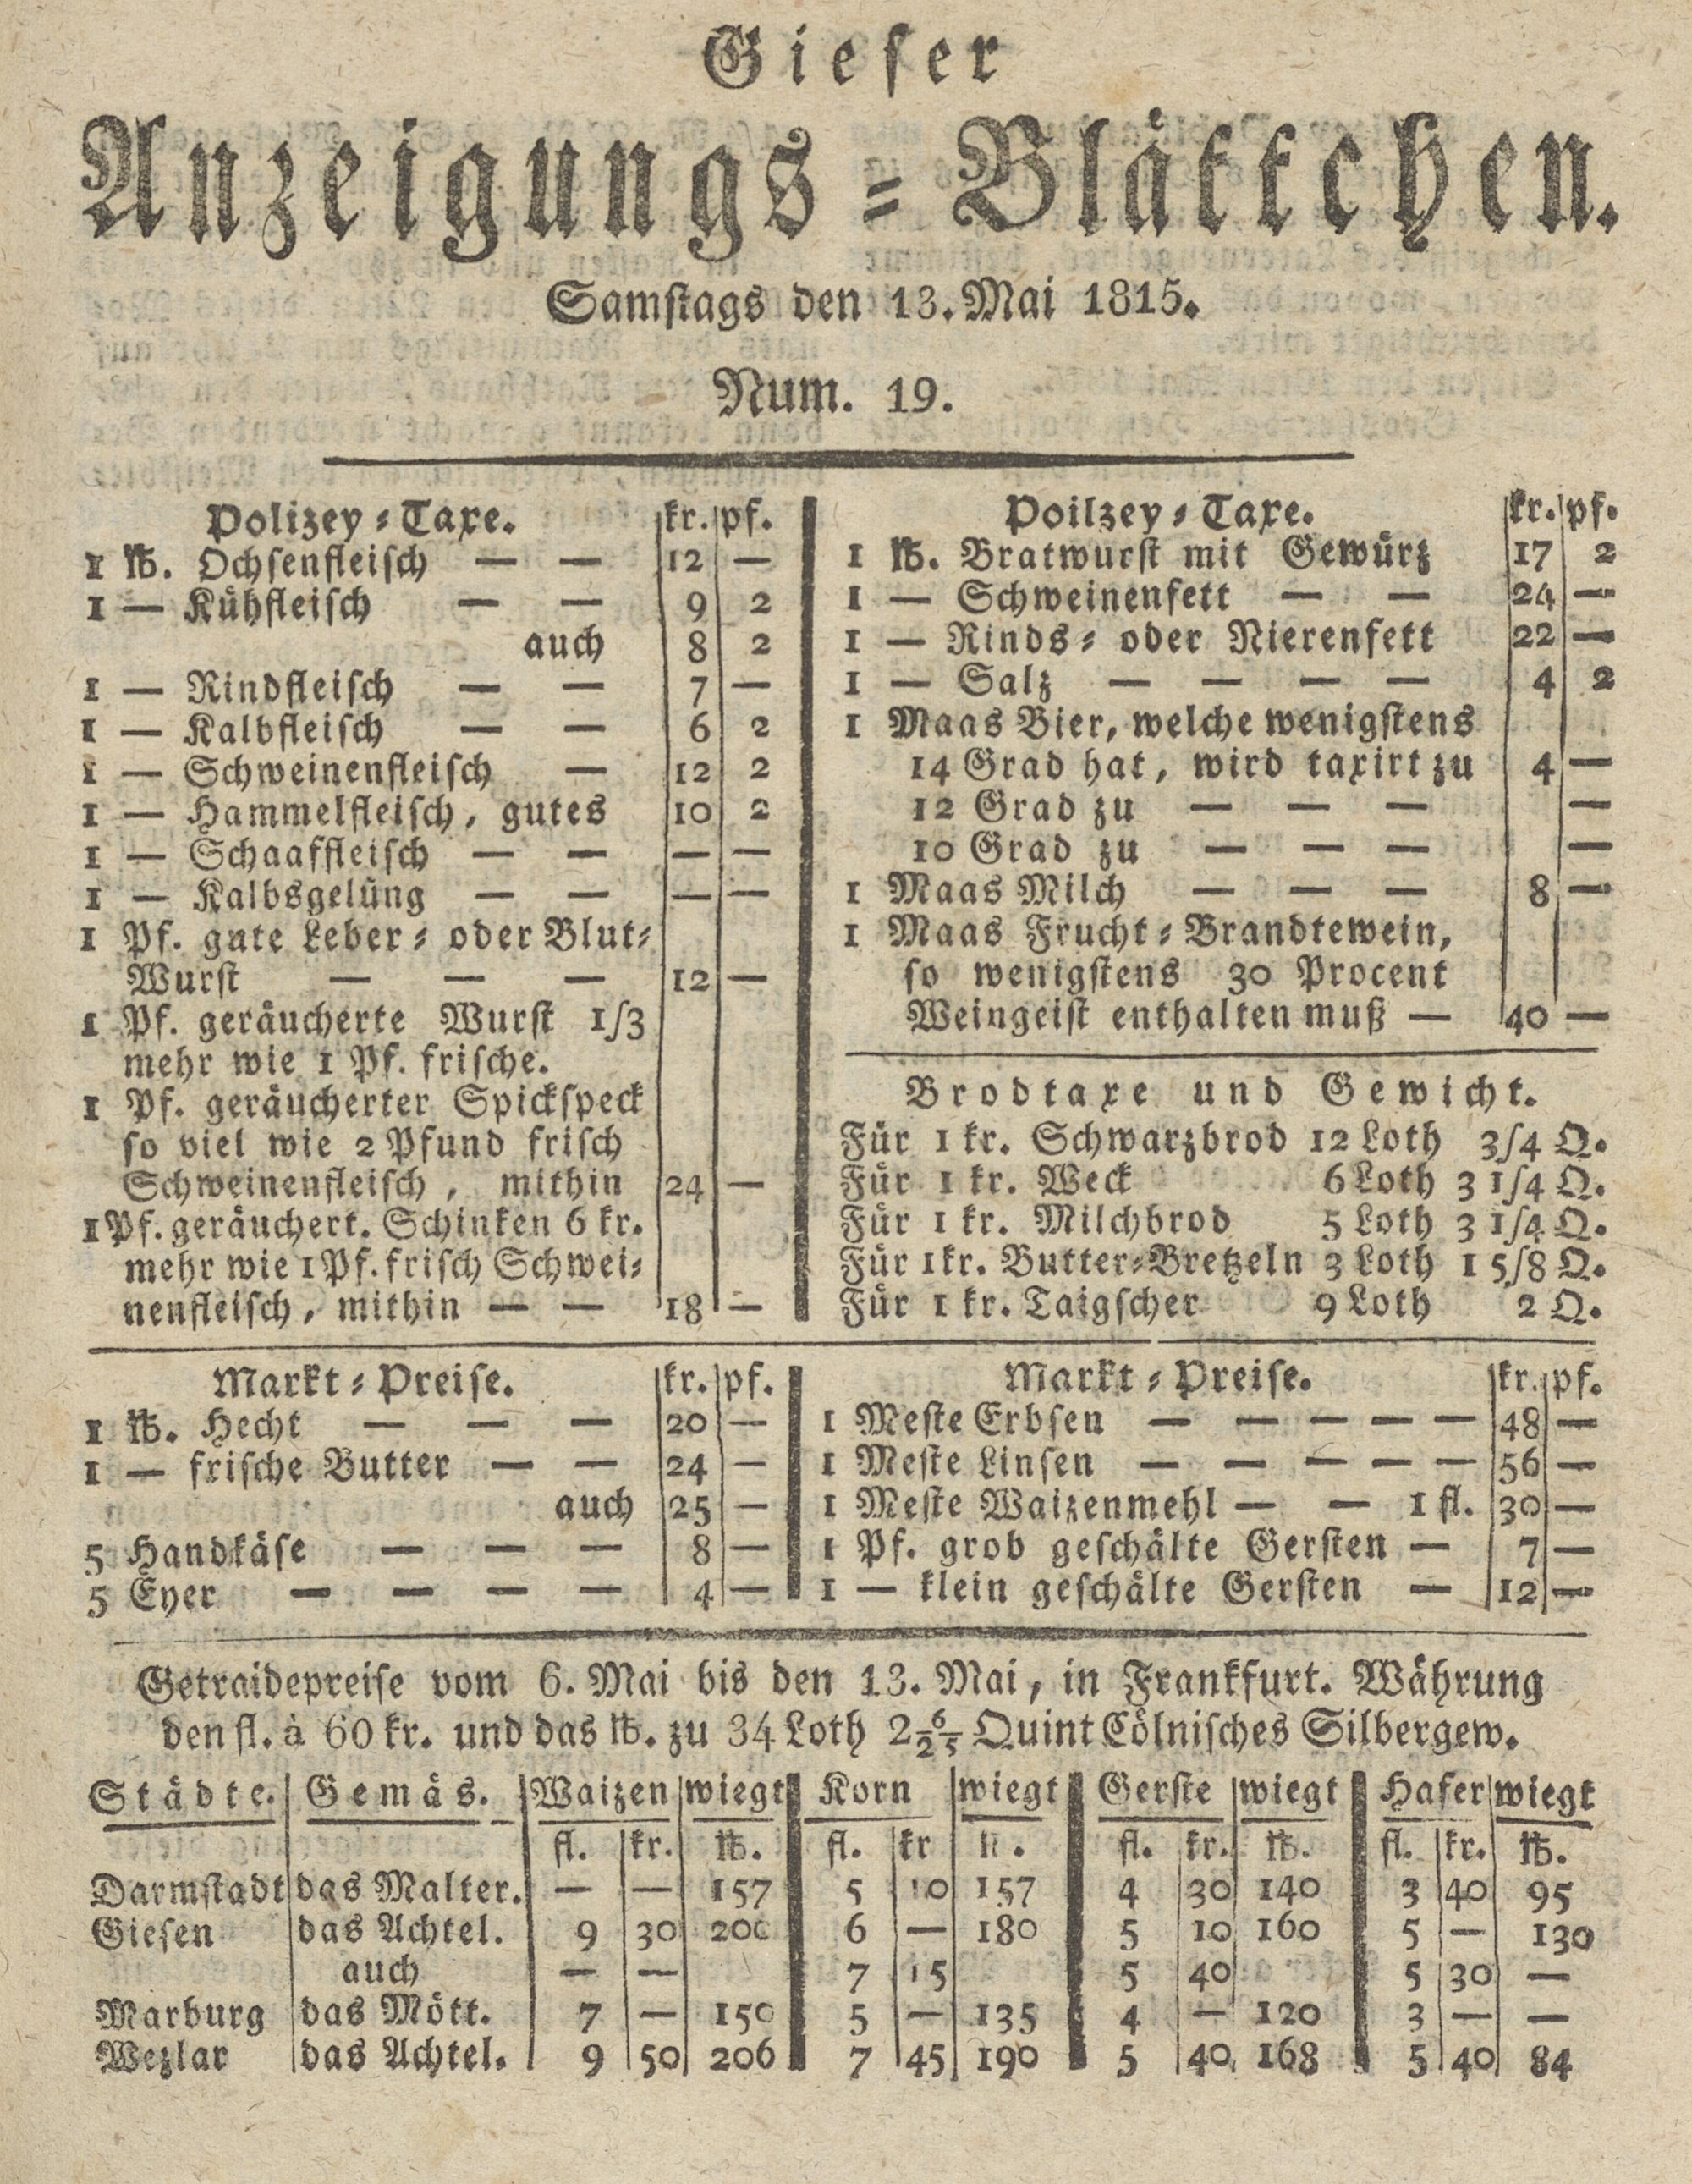 Gieſer
Anzeigungs-Blättchen.
Samſtags den 13. Mai 1815.
Num. 19.
Polizey-Taxe. kr. pf.
1 ℔. Ochſenfleiſch — — 12 —
1 — Kühfleiſch — — 9 2
auch 8 2
1 — Rindfleiſch — — 7 —
1 — Kalbfleiſch — — 6 2
1 — Schweinenfleiſch — 12 2
1 — Hammelfleiſch, gutes 10 2
1 — Schaaffleiſch — — — —
1 — Kalbsgelüng — — — —
1 Pf. gute Leber- oder Blut-
Wurſt — — — 12 —
1 Pf. geräucherte Wurſt 1/3
mehr wie 1 Pf. friſche.
1 Pf. geräucherter Spickſpeck
ſo viel wie 2 Pfund friſch
Schweinenfleiſch, mithin 24 —
1 Pf. geräuchert. Schinken 6 kr.
mehr wie 1 Pf. friſch Schwei-
nenfleiſch, mithin — — 18 —
Poilzey-Taxe. kr. pf.
1 ℔. Bratwurſt mit Gewürz 17 2
1 — Schweinenfett — — 24 —
1 — Rinds- oder Nierenfett 22 —
1 — Salz — — — — 4 2
1 Maas Bier, welche wenigſtens
14 Grad hat, wird taxirt zu 4 —
12 Grad zu — — — —
10 Grad zu — — — —
1 Maas Milch — — — 8 —
1 Maas Frucht-Brandtewein,
ſo wenigſtens 30 Procent
Weingeiſt enthalten muß — 40 —
Brodtaxe und Gewicht.
Für 1 kr. Schwarzbrod 12 Loth 3/4 Q.
Für 1 kr. Weck 6 Loth 3 1/4 Q.
Für 1 kr. Milchbrod 5 Loth 3 1/4 Q.
Für 1 kr. Butter-Bretzeln 3 Loth 1 5/8 Q.
Für 1 kr. Taigſcher 9 Loth 2 Q.
Markt-Preiſe. kr. pf.
1 ℔. Hecht — — — 20 —
1 — friſche Butter — — 24 —
auch 25 —
5 Handkäſe — — — 8 —
5 Eyer — — — — 4 —
Markt-Preiſe. kr. pf.
1 Meſte Erbſen — — — — — 48 —
1 Meſte Linſen — — — — — 56 —
1 Meſte Waizenmehl — — 1 fl. 30 —
1 Pf. grob geſchälte Gerſten — 7 —
1 — klein geſchälte Gerſten — 12 —
Getraidepreiſe vom 6. Mai bis den 13. Mai, in Frankfurt. Währung
den fl. à 60 kr. und das ℔. zu 34 Loth 2 6/25 Quint Cölniſches Silbergew.
Städte. Gemäs. Waizen wiegt Korn wiegt Gerſte wiegt Hafer wiegt
fl. kr. ℔. fl. kr ℔. fl. kr. ℔. fl. kr. ℔.
Darmſtadt das Malter. — — 157 5 10 157 4 30 140 3 40 95
Gieſen das Achtel. 9 30 200 6 — 180 5 10 160 5 — 130
auch — — 7 15 5 40 5 30 —
Marburg das Mött. 7 — 150 5 — 135 4 — 120 3 — —
Wezlar das Achtel. 9 50 206 7 45 190 5 40 168 5 40 84